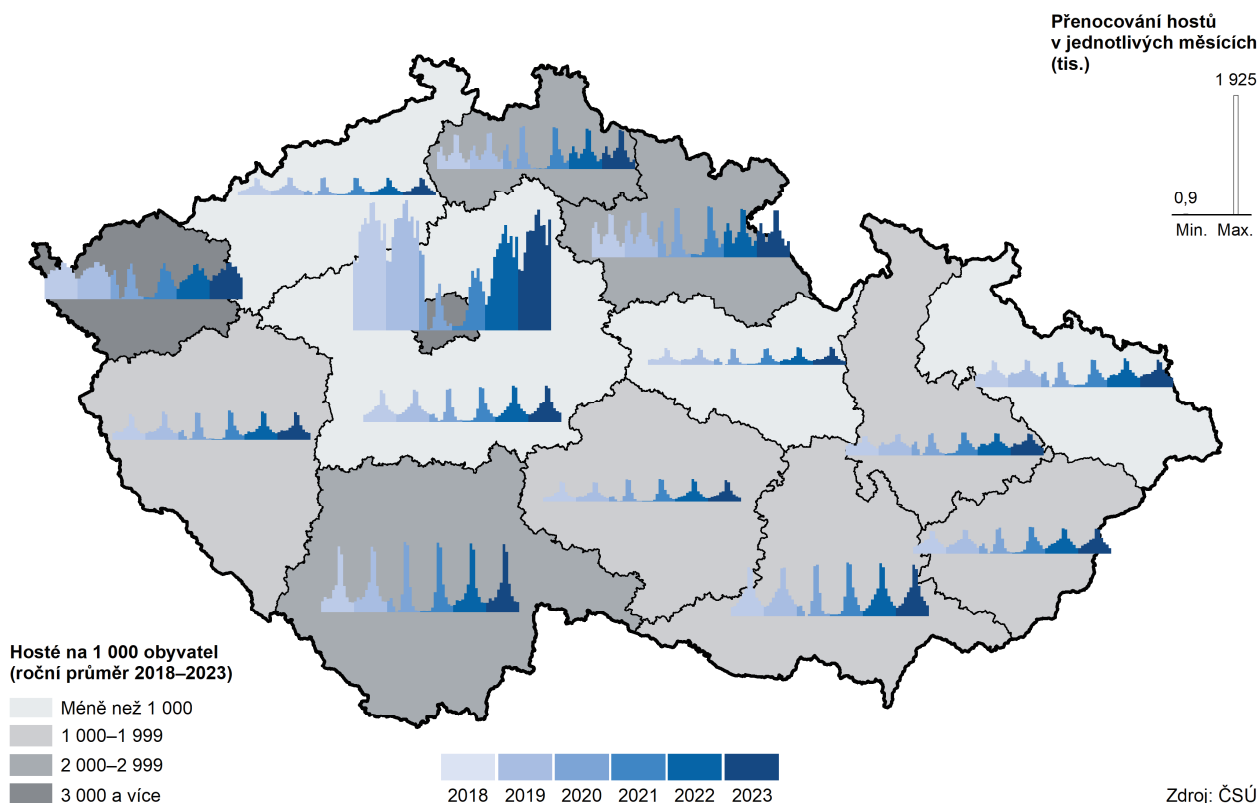 Přenocování hostů
v jednotlivých měsících
(tis.)
1 925
0,9
Min. Max.
Hosté na 1 000 obyvatel
(roční průměr 2018–2023)
Méně než 1 000
1 000–1 999
2 000–2 999
3 000 a více
2018 2019 2020 2021 2022 2023
Zdroj: ČSÚ